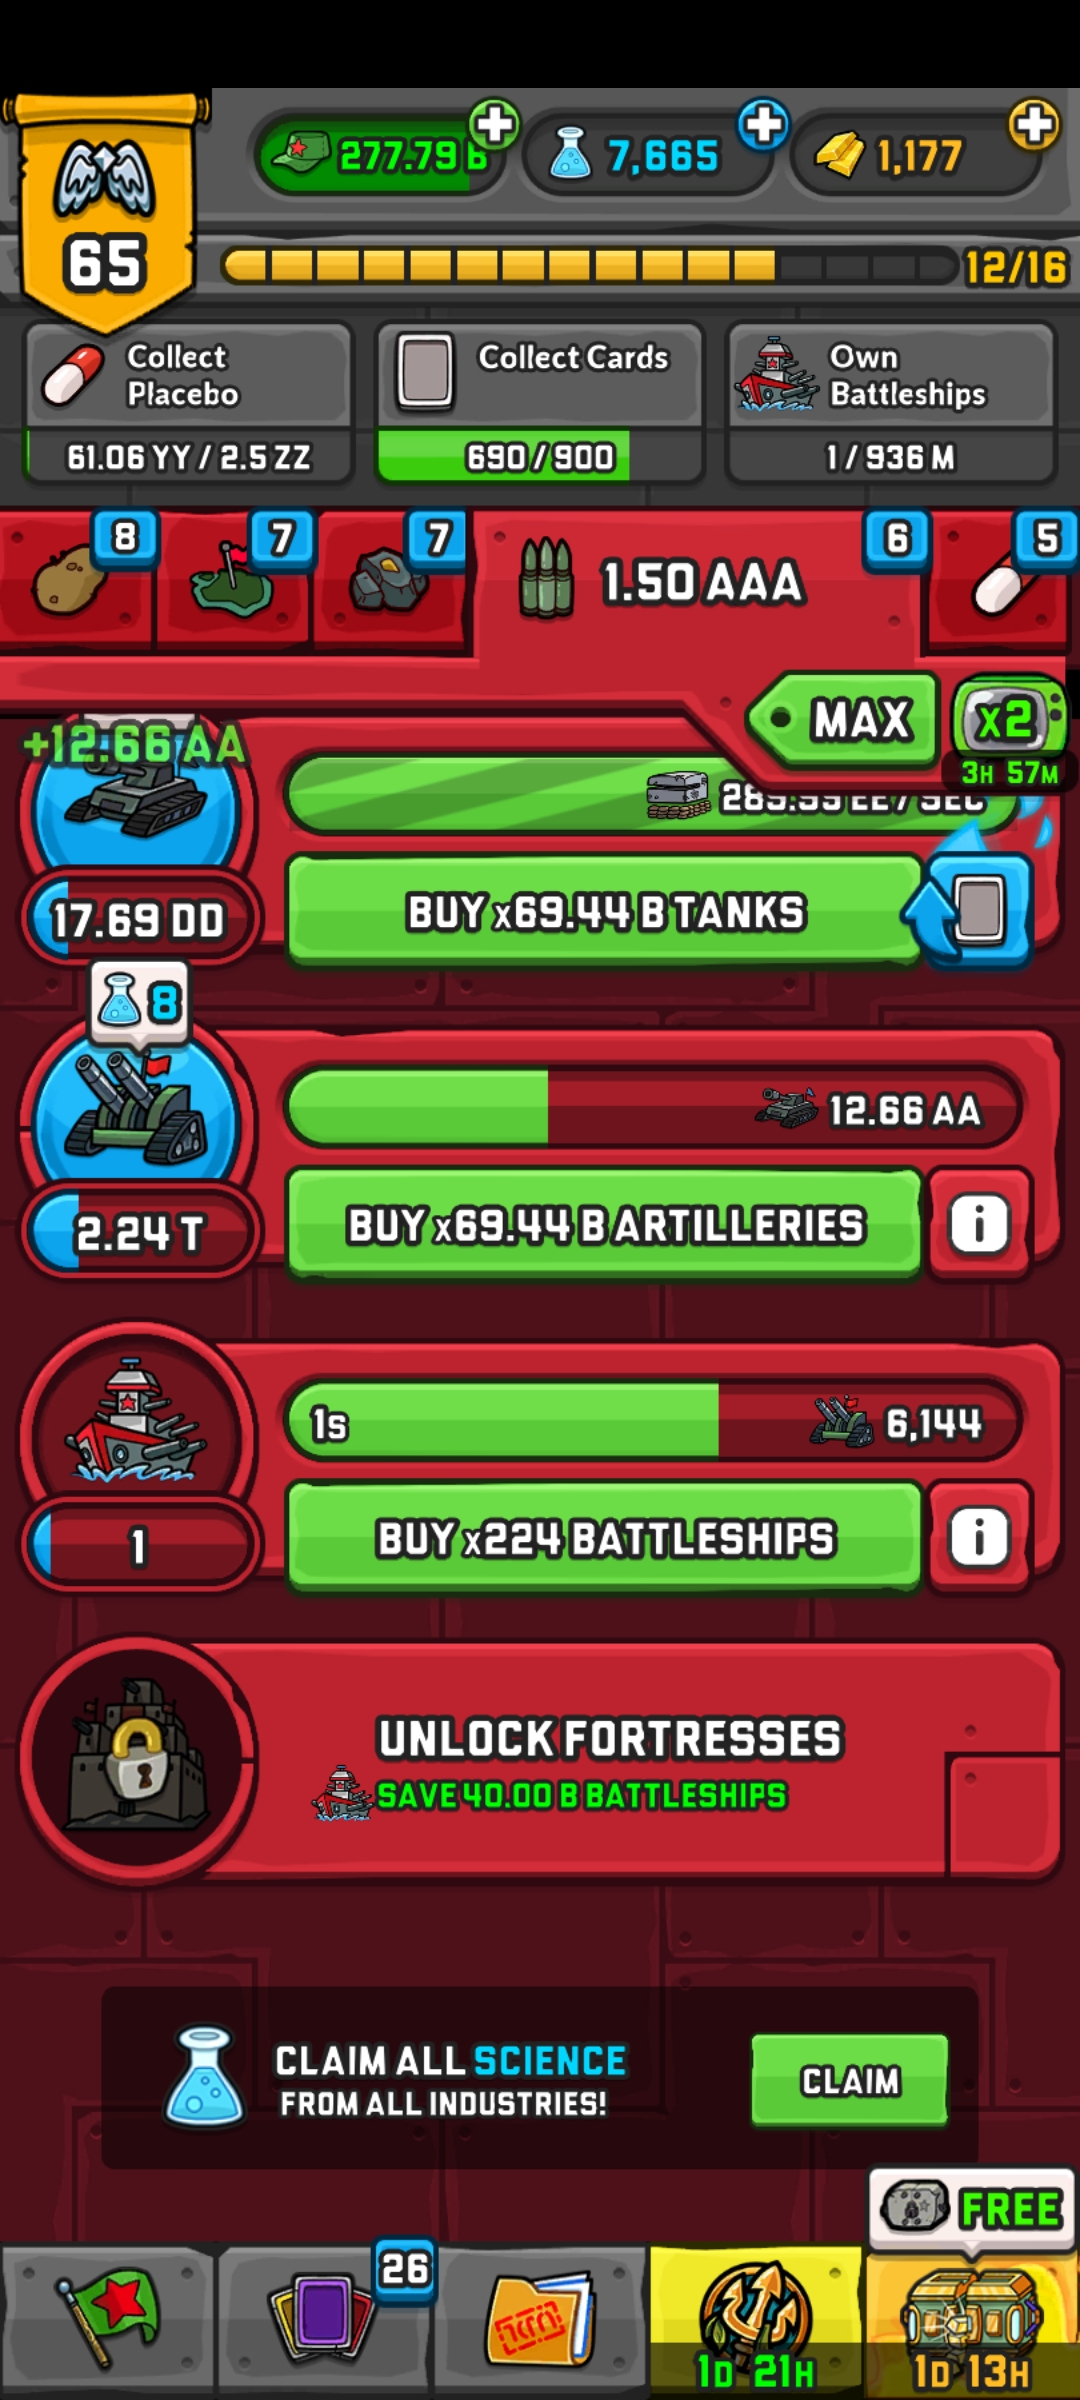 277.79 B
7,665
1,177
65
12/16
Collect
Placebo
61.06 YY / 2.5 ZZ
Collect Cards
690 / 900
Own
Battleships
1 / 936 M
8
7
7
1.50 AAA
6
5
MAX
x2
3H 57M
+12.66 AA
283.55 EE / SEC
17.69 DD
BUY x69.44 B TANKS
8
12.66 AA
2.24 T
BUY x69.44 B ARTILLERIES
i
1s
6,144
1
BUY x224 BATTLESHIPS
i
UNLOCK FORTRESSES
SAVE 40.00 B BATTLESHIPS
CLAIM ALL SCIENCE
FROM ALL INDUSTRIES!
CLAIM
FREE
26
1D 21H
1D 13H